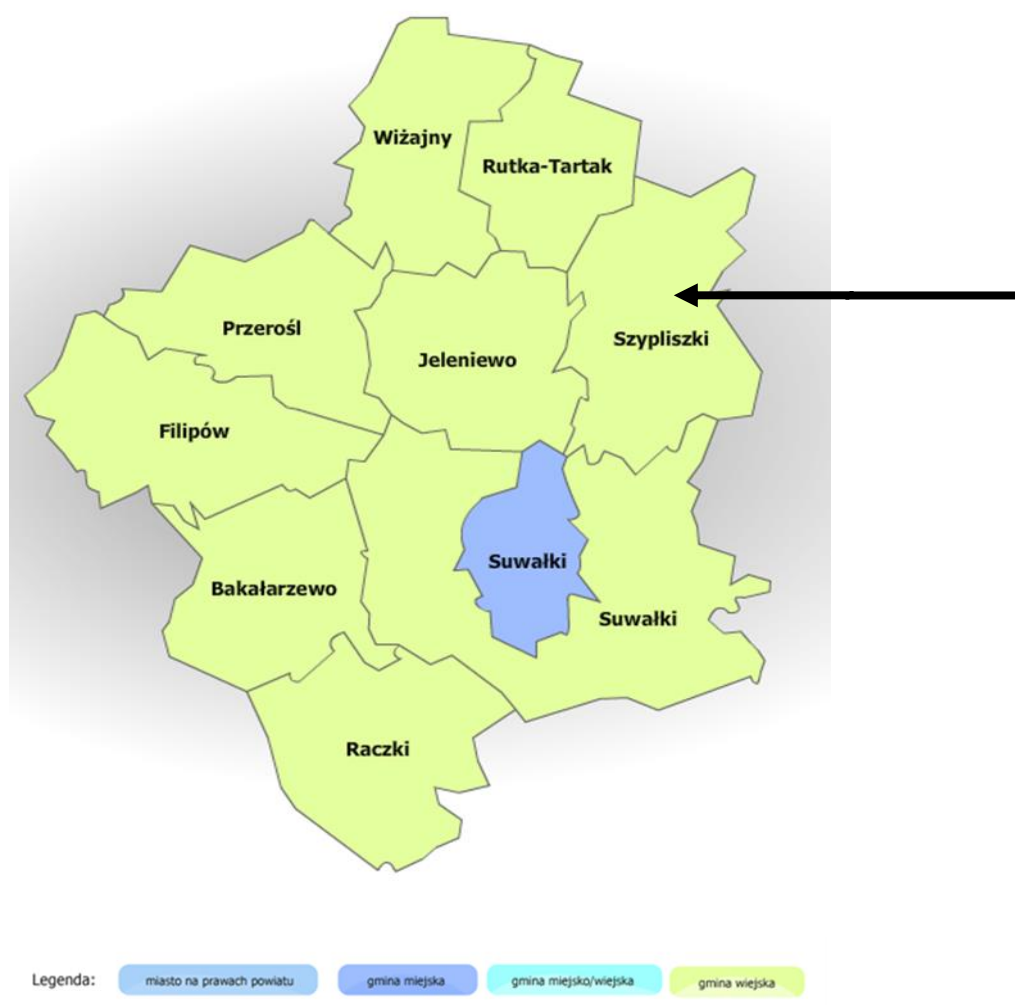 Wiżajny
Rutka-Tartak
Przerośl
Szypliszki
Jeleniewo
Filipów
Suwałki
Bakałarzewo
Suwałki
Raczki
Legenda: miasto na prawach powiatu gmina miejska gmina miejsko/wiejska gmina wiejska